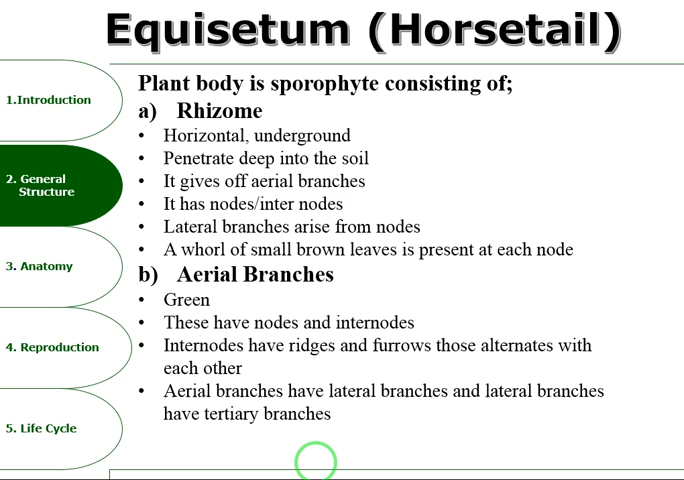 Equisetum (Horsetail)
1.Introduction
2. General
Structure
3. Anatomy
4. Reproduction
5. Life Cycle
Plant body is sporophyte consisting of;
a) Rhizome
• Horizontal, underground
• Penetrate deep into the soil
• It gives off aerial branches
• It has nodes/inter nodes
• Lateral branches arise from nodes
• A whorl of small brown leaves is present at each node
b) Aerial Branches
• Green
• These have nodes and internodes
• Internodes have ridges and furrows those alternates with
each other
• Aerial branches have lateral branches and lateral branches
have tertiary branches